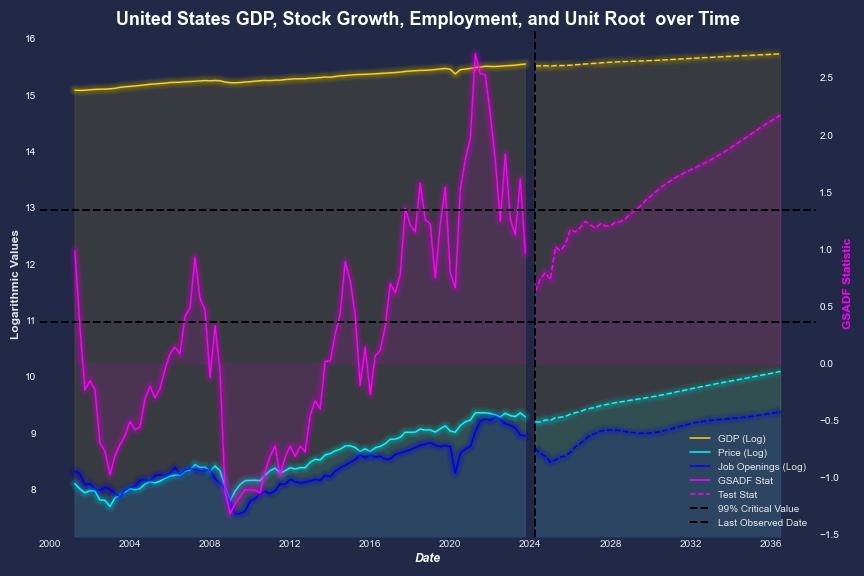 United States GDP, Stock Growth, Employment, and Unit Root  over Time
16
15
14
13
12
11
10
9
8
Logarithmic Values
2.5
2.0
1.5
1.0
0.5
0.0
−0.5
−1.0
−1.5
GSADF Statistic
GDP (Log)
Price (Log)
Job Openings (Log)
GSADF Stat
Test Stat
99% Critical Value
Last Observed Date
2000 2004 2008 2012 2016 2020 2024 2028 2032 2036
Date